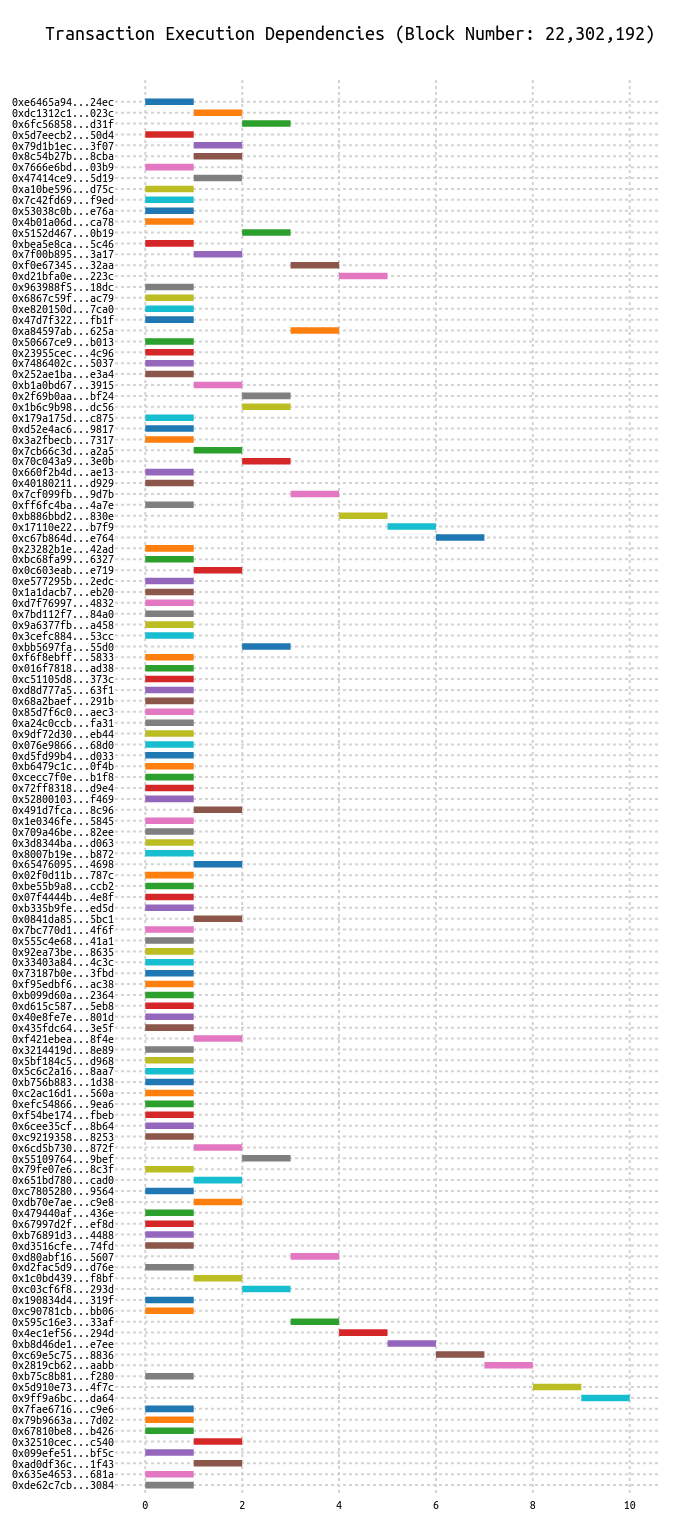 Transaction Execution Dependencies (Block Number: 22,302,192)
0xe6465a94...24ec
0xdc1312c1...023c
0x6fc56858...d31f
0x5d7eecb2...50d4
0x79d1b1ec...3f07
0x8c54b27b...8cba
0x7666e6bd...03b9
0x47414ce9...5d19
0xa10be596...d75c
0x7c42fd69...f9ed
0x53038c0b...e76a
0x4b01a06d...ca78
0x5152d467...0b19
0xbea5e8ca...5c46
0x7f00b895...3a17
0xf0e67345...32aa
0xd21bfa0e...223c
0x963988f5...18dc
0x6867c59f...ac79
0xe820150d...7ca0
0x47d7f322...fb1f
0xa84597ab...625a
0x50667ce9...b013
0x23955cec...4c96
0x7486402c...5037
0x252ae1ba...e3a4
0xb1a0bd67...3915
0x2f69b0aa...bf24
0x1b6c9b98...dc56
0x179a175d...c875
0xd52e4ac6...9817
0x3a2fbecb...7317
0x7cb66c3d...a2a5
0x70c043a9...3e0b
0x660f2b4d...ae13
0x40180211...d929
0x7cf099fb...9d7b
0xff6fc4ba...4a7e
0xb886bbd2...830e
0x17110e22...b7f9
0xc67b864d...e764
0x23282b1e...42ad
0xbc68fa99...6327
0x0c603eab...e719
0xe577295b...2edc
0x1a1dacb7...eb20
0xd7f76997...4832
0x7bd112f7...84a0
0x9a6377fb...a458
0x3cefc884...53cc
0xbb5697fa...55d0
0xf6f8ebff...5833
0x016f7818...ad38
0xc51105d8...373c
0xd8d777a5...63f1
0x68a2baef...291b
0x85d7f6c0...aec3
0xa24c0ccb...fa31
0x9df72d30...eb44
0x076e9866...68d0
0xd5fd99b4...d033
0xb6479c1c...0f4b
0xcecc7f0e...b1f8
0x72ff8318...d9e4
0x52800103...f469
0x491d7fca...8c96
0x1e0346fe...5845
0x709a46be...82ee
0x3d8344ba...d063
0x8007b19e...b872
0x65476095...4698
0x02f0d11b...787c
0xbe55b9a8...ccb2
0x07f4444b...4e8f
0xb335b9fe...ed5d
0x0841da85...5bc1
0x7bc770d1...4f6f
0x555c4e68...41a1
0x92ea73be...8635
0x33403a84...4c3c
0x73187b0e...3fbd
0xf95edbf6...ac38
0xb099d60a...2364
0xd615c587...5eb8
0x40e8fe7e...801d
0x435fdc64...3e5f
0xf421ebea...8f4e
0x3214419d...8e89
0x5bf184c5...d968
0x5c6c2a16...8aa7
0xb756b883...1d38
0xc2ac16d1...560a
0xefc54866...9ea6
0xf54be174...fbeb
0x6cee35cf...8b64
0xc9219358...8253
0x6cd5b730...872f
0x55109764...9bef
0x79fe07e6...8c3f
0x651bd780...cad0
0xc7805280...9564
0xdb70e7ae...c9e8
0x479440af...436e
0x67997d2f...ef8d
0xb76891d3...4488
0xd3516cfe...74fd
0xd80abf16...5607
0xd2fac5d9...d76e
0x1c0bd439...f8bf
0xc03cf6f8...293d
0x190834d4...319f
0xc90781cb...bb06
0x595c16e3...33af
0x4ec1ef56...294d
0xb8d46de1...e7ee
0xc69e5c75...8836
0x2819cb62...aabb
0xb75c8b81...f280
0x5d910e73...4f7c
0x9ff9a6bc...da64
0x7fae6716...c9e6
0x79b9663a...7d02
0x67810be8...b426
0x32510cec...c540
0x099efe51...bf5c
0xad0df36c...1f43
0x635e4653...681a
0xde62c7cb...3084
0 2 4 6 8 10